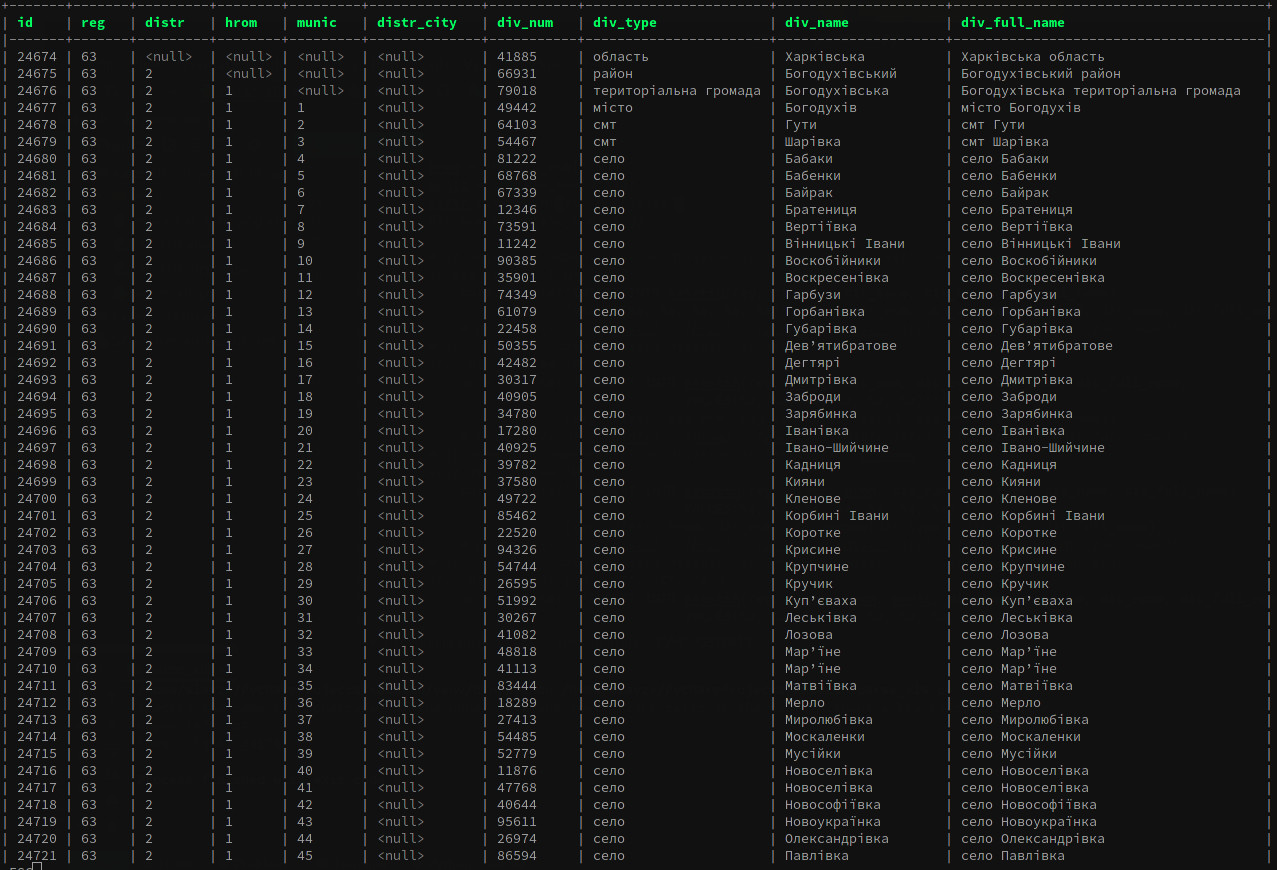 id | reg | distr | hrom | munic | distr_city | div_num | div_type | div_name | div_full_name
24674 | 63 | <null> | <null> | <null> | <null> | 41885 | область | Харківська | Харківська область
24675 | 63 | 2 | <null> | <null> | <null> | 66931 | район | Богодухівський | Богодухівський район
24676 | 63 | 2 | 1 | <null> | <null> | 79018 | територіальна громада | Богодухівська | Богодухівська територіальна громада
24677 | 63 | 2 | 1 | 1 | <null> | 49442 | місто | Богодухів | місто Богодухів
24678 | 63 | 2 | 1 | 2 | <null> | 64103 | смт | Гути | смт Гути
24679 | 63 | 2 | 1 | 3 | <null> | 54467 | смт | Шарівка | смт Шарівка
24680 | 63 | 2 | 1 | 4 | <null> | 81222 | село | Бабаки | село Бабаки
24681 | 63 | 2 | 1 | 5 | <null> | 68768 | село | Бабенки | село Бабенки
24682 | 63 | 2 | 1 | 6 | <null> | 67339 | село | Байрак | село Байрак
24683 | 63 | 2 | 1 | 7 | <null> | 12346 | село | Братениця | село Братениця
24684 | 63 | 2 | 1 | 8 | <null> | 73591 | село | Вертіївка | село Вертіївка
24685 | 63 | 2 | 1 | 9 | <null> | 11242 | село | Вінницькі Івани | село Вінницькі Івани
24686 | 63 | 2 | 1 | 10 | <null> | 90385 | село | Воскобійники | село Воскобійники
24687 | 63 | 2 | 1 | 11 | <null> | 35901 | село | Воскресенівка | село Воскресенівка
24688 | 63 | 2 | 1 | 12 | <null> | 74349 | село | Гарбузи | село Гарбузи
24689 | 63 | 2 | 1 | 13 | <null> | 61079 | село | Горбанівка | село Горбанівка
24690 | 63 | 2 | 1 | 14 | <null> | 22458 | село | Губарівка | село Губарівка
24691 | 63 | 2 | 1 | 15 | <null> | 50355 | село | Дев’ятибратове | село Дев’ятибратове
24692 | 63 | 2 | 1 | 16 | <null> | 42482 | село | Дегтярі | село Дегтярі
24693 | 63 | 2 | 1 | 17 | <null> | 30317 | село | Дмитрівка | село Дмитрівка
24694 | 63 | 2 | 1 | 18 | <null> | 40905 | село | Заброди | село Заброди
24695 | 63 | 2 | 1 | 19 | <null> | 34780 | село | Зарябинка | село Зарябинка
24696 | 63 | 2 | 1 | 20 | <null> | 17280 | село | Іванівка | село Іванівка
24697 | 63 | 2 | 1 | 21 | <null> | 40925 | село | Івано-Шийчине | село Івано-Шийчине
24698 | 63 | 2 | 1 | 22 | <null> | 39782 | село | Кадниця | село Кадниця
24699 | 63 | 2 | 1 | 23 | <null> | 37580 | село | Кияни | село Кияни
24700 | 63 | 2 | 1 | 24 | <null> | 49722 | село | Кленове | село Кленове
24701 | 63 | 2 | 1 | 25 | <null> | 85462 | село | Корбині Івани | село Корбині Івани
24702 | 63 | 2 | 1 | 26 | <null> | 22520 | село | Коротке | село Коротке
24703 | 63 | 2 | 1 | 27 | <null> | 94326 | село | Крисине | село Крисине
24704 | 63 | 2 | 1 | 28 | <null> | 54744 | село | Крупчине | село Крупчине
24705 | 63 | 2 | 1 | 29 | <null> | 26595 | село | Кручик | село Кручик
24706 | 63 | 2 | 1 | 30 | <null> | 51992 | село | Куп’єваха | село Куп’єваха
24707 | 63 | 2 | 1 | 31 | <null> | 30267 | село | Леськівка | село Леськівка
24708 | 63 | 2 | 1 | 32 | <null> | 41082 | село | Лозова | село Лозова
24709 | 63 | 2 | 1 | 33 | <null> | 48818 | село | Мар’їне | село Мар’їне
24710 | 63 | 2 | 1 | 34 | <null> | 41113 | село | Мар’їне | село Мар’їне
24711 | 63 | 2 | 1 | 35 | <null> | 83444 | село | Матвіївка | село Матвіївка
24712 | 63 | 2 | 1 | 36 | <null> | 18289 | село | Мерло | село Мерло
24713 | 63 | 2 | 1 | 37 | <null> | 27413 | село | Миролюбівка | село Миролюбівка
24714 | 63 | 2 | 1 | 38 | <null> | 54485 | село | Москаленки | село Москаленки
24715 | 63 | 2 | 1 | 39 | <null> | 52779 | село | Мусійки | село Мусійки
24716 | 63 | 2 | 1 | 40 | <null> | 11876 | село | Новоселівка | село Новоселівка
24717 | 63 | 2 | 1 | 41 | <null> | 47768 | село | Новоселівка | село Новоселівка
24718 | 63 | 2 | 1 | 42 | <null> | 40644 | село | Новософіївка | село Новософіївка
24719 | 63 | 2 | 1 | 43 | <null> | 95611 | село | Новоукраїнка | село Новоукраїнка
24720 | 63 | 2 | 1 | 44 | <null> | 26974 | село | Олександрівка | село Олександрівка
24721 | 63 | 2 | 1 | 45 | <null> | 86594 | село | Павлівка | село Павлівка